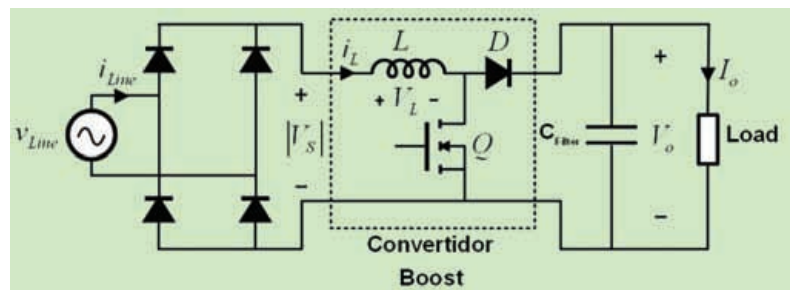 i_Line
v_Line
+
|V_S|
−
i_L
L
+ V_L −
D
Q
C_Filter
+
V_o
−
I_o
Load
Convertidor
Boost